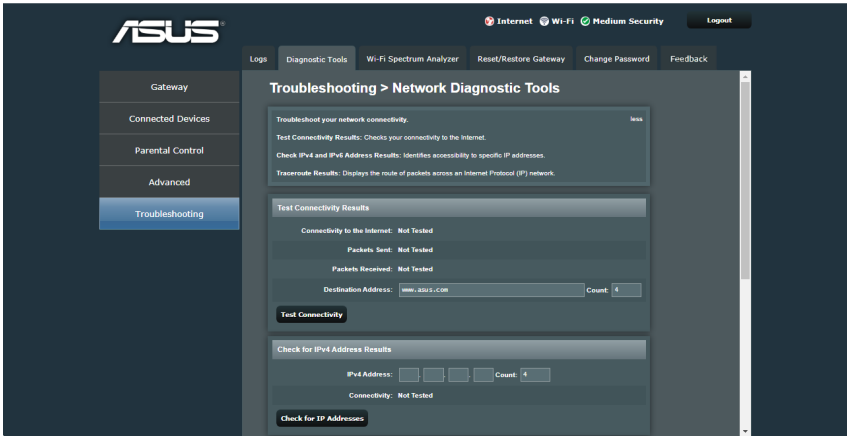 ASUS
Internet Wi-Fi Medium Security Logout
Logs Diagnostic Tools Wi-Fi Spectrum Analyzer Reset/Restore Gateway Change Password Feedback
Gateway
Connected Devices
Parental Control
Advanced
Troubleshooting
Troubleshooting > Network Diagnostic Tools
Troubleshoot your network connectivity. less
Test Connectivity Results: Checks your connectivity to the Internet.
Check IPv4 and IPv6 Address Results: Identifies accessibility to specific IP addresses.
Traceroute Results: Displays the route of packets across an Internet Protocol (IP) network.
Test Connectivity Results
Connectivity to the Internet: Not Tested
Packets Sent: Not Tested
Packets Received: Not Tested
Destination Address: www.asus.com Count: 4
Test Connectivity
Check for IPv4 Address Results
IPv4 Address: . . . Count: 4
Connectivity: Not Tested
Check for IP Addresses